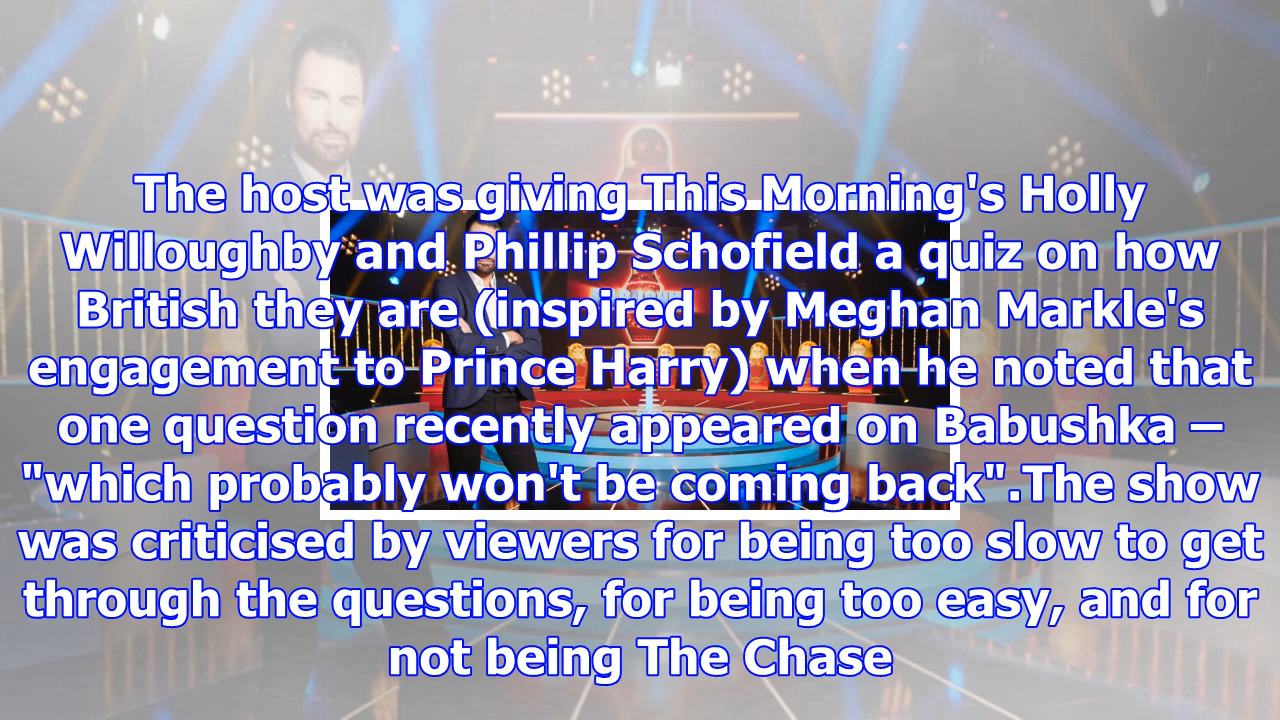 The host was giving This Morning's Holly
Willoughby and Phillip Schofield a quiz on how
British they are (inspired by Meghan Markle's
engagement to Prince Harry) when he noted that
one question recently appeared on Babushka –
"which probably won't be coming back".The show
was criticised by viewers for being too slow to get
through the questions, for being too easy, and for
not being The Chase